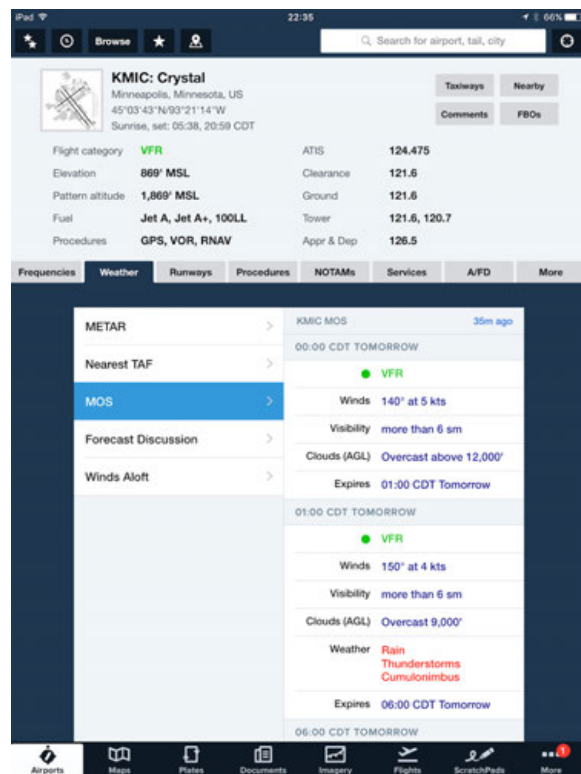 iPad 22:35 66%
Browse Search for airport, tail, city
KMIC: Crystal
Minneapolis, Minnesota, US
45°03'43"N/93°21'14"W
Sunrise, set: 05:38, 20:59 CDT
Taxiways Nearby
Comments FBOs
Flight category VFR ATIS 124.475
Elevation 869' MSL Clearance 121.6
Pattern altitude 1,869' MSL Ground 121.6
Fuel Jet A, Jet A+, 100LL Tower 121.6, 120.7
Procedures GPS, VOR, RNAV Appr & Dep 126.5
Frequencies Weather Runways Procedures NOTAMs Services A/FD More
METAR
Nearest TAF
MOS
Forecast Discussion
Winds Aloft
KMIC MOS 35m ago
00:00 CDT TOMORROW
VFR
Winds 140° at 5 kts
Visibility more than 6 sm
Clouds (AGL) Overcast above 12,000'
Expires 01:00 CDT Tomorrow
01:00 CDT TOMORROW
VFR
Winds 150° at 4 kts
Visibility more than 6 sm
Clouds (AGL) Overcast 9,000'
Weather Rain
Thunderstorms
Cumulonimbus
Expires 06:00 CDT Tomorrow
06:00 CDT TOMORROW
1
Airports Maps Plates Documents Imagery Flights ScratchPads More